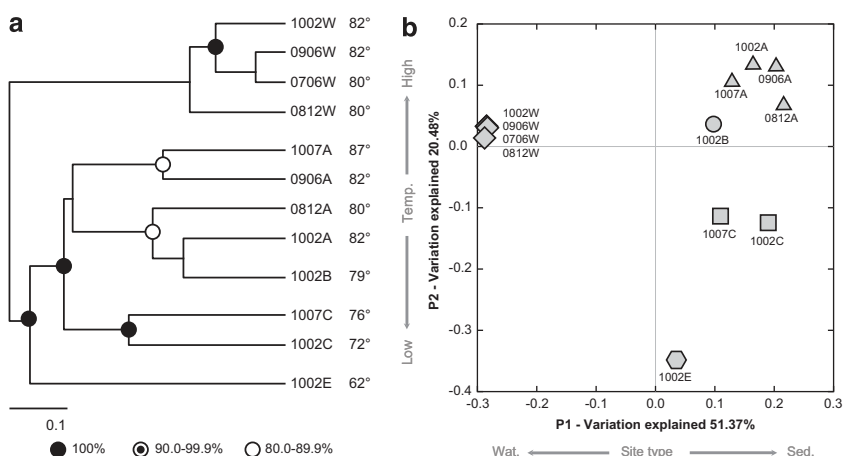 a
1002W 82°
0906W 82°
0706W 80°
0812W 80°
1007A 87°
0906A 82°
0812A 80°
1002A 82°
1002B 79°
1007C 76°
1002C 72°
1002E 62°
0.1
100%
90.0-99.9%
80.0-89.9%
High
Temp.
Low
b
P2 - Variation explained 20.48%
0.2
0.1
0.0
-0.1
-0.2
-0.3
-0.4
1002W
0906W
0706W
0812W
1002A
0906A
1007A
0812A
1002B
1007C
1002C
1002E
-0.3 -0.2 -0.1 0.0 0.1 0.2 0.3
P1 - Variation explained 51.37%
Wat. Site type Sed.